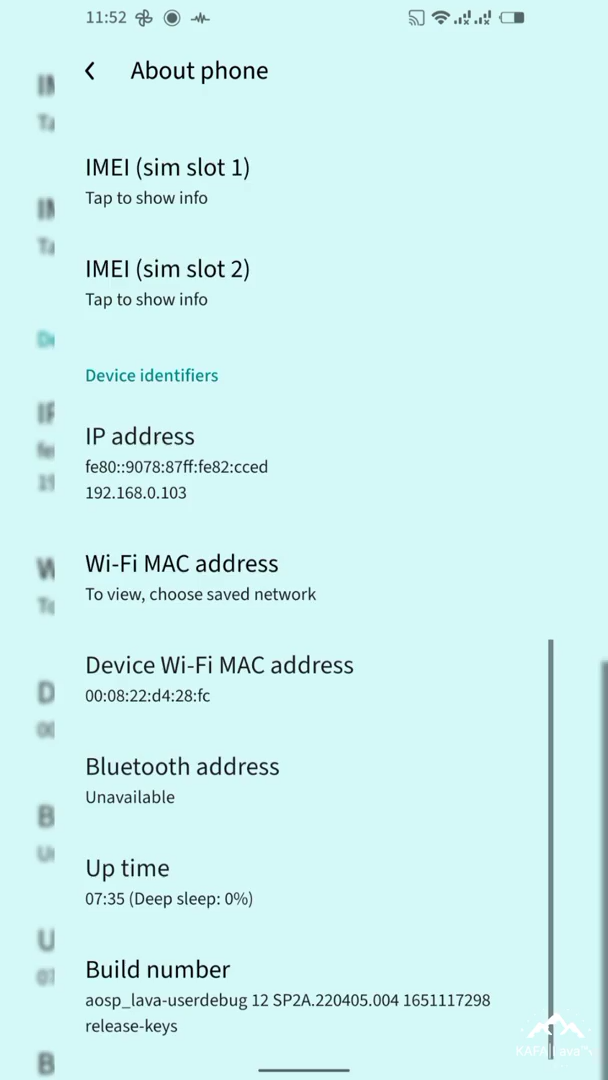 11:52
About phone
IMEI (sim slot 1)
Tap to show info
IMEI (sim slot 2)
Tap to show info
Device identifiers
IP address
fe80::9078:87ff:fe82:cced
192.168.0.103
Wi-Fi MAC address
To view, choose saved network
Device Wi-Fi MAC address
00:08:22:d4:28:fc
Bluetooth address
Unavailable
Up time
07:35 (Deep sleep: 0%)
Build number
aosp_lava-userdebug 12 SP2A.220405.004 1651117298
release-keys